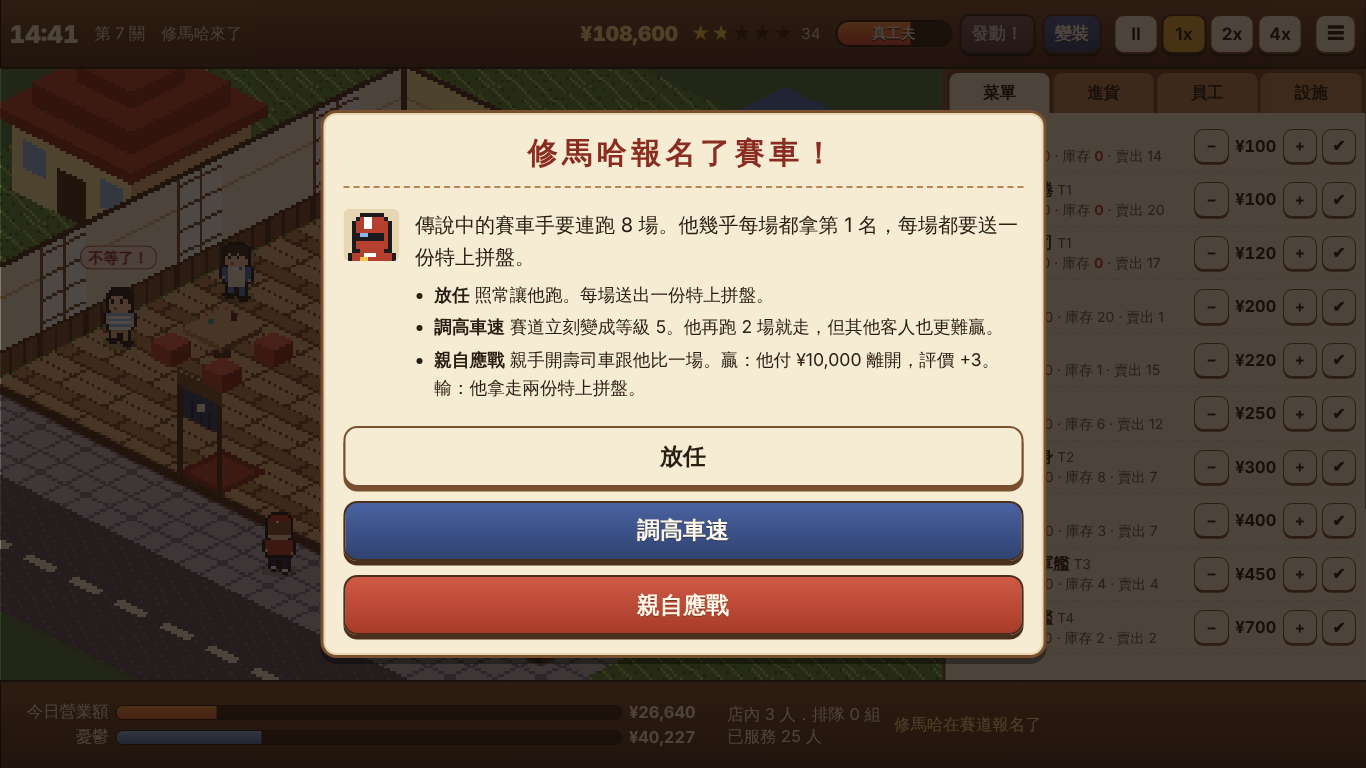 14:41 第 7 關 修馬哈來了 ¥108,600 34 真工夫 發動！ 變裝 II 1x 2x 4x
菜單 進貨 員工 設施
修馬哈報名了賽車！
傳說中的賽車手要連跑 8 場。他幾乎每場都拿第 1 名，每場都要送一
份特上拼盤。
• 放任 照常讓他跑。每場送出一份特上拼盤。
• 調高車速 賽道立刻變成等級 5。他再跑 2 場就走，但其他客人也更難贏。
• 親自應戰 親手開壽司車跟他比一場。贏：他付 ¥10,000 離開，評價 +3。
輸：他拿走兩份特上拼盤。
放任
調高車速
親自應戰
不等了！
− ¥100 + ✔
· 庫存 0 · 賣出 14
T1 − ¥100 + ✔
· 庫存 0 · 賣出 20
T1 − ¥120 + ✔
· 庫存 0 · 賣出 17
− ¥200 + ✔
· 庫存 20 · 賣出 1
− ¥220 + ✔
· 庫存 1 · 賣出 15
− ¥250 + ✔
· 庫存 6 · 賣出 12
T2 − ¥300 + ✔
· 庫存 8 · 賣出 7
− ¥400 + ✔
· 庫存 3 · 賣出 7
艦 T3 − ¥450 + ✔
· 庫存 4 · 賣出 4
T4 − ¥700 + ✔
· 庫存 2 · 賣出 2
今日營業額 ¥26,640
憂鬱 ¥40,227
店內 3 人 . 排隊 0 組
已服務 25 人
修馬哈在賽道報名了